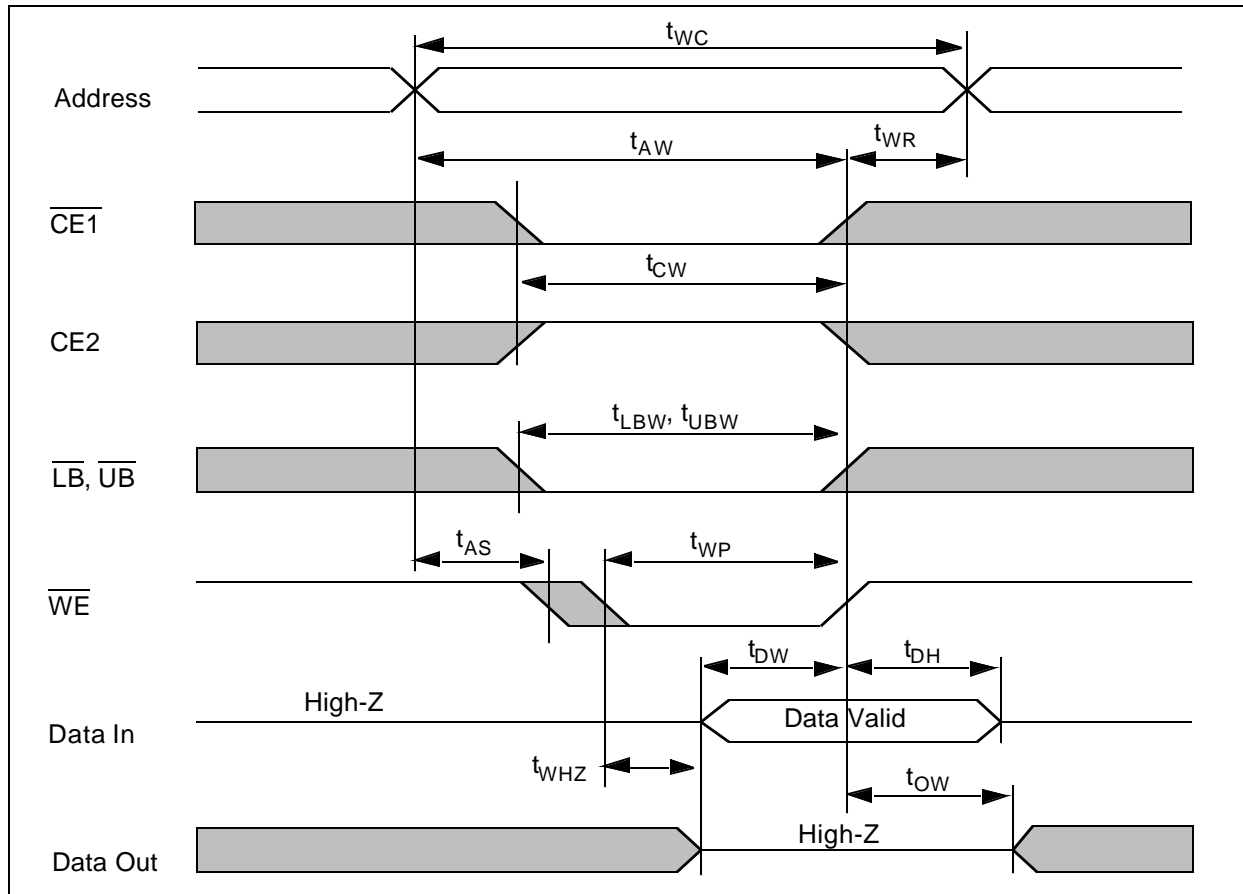 tWC
Address
tAW
tWR
CE1
tCW
CE2
tLBW, tUBW
LB, UB
tAS
tWP
WE
tDW
tDH
High-Z
Data Valid
Data In
tWHZ
tOW
High-Z
Data Out